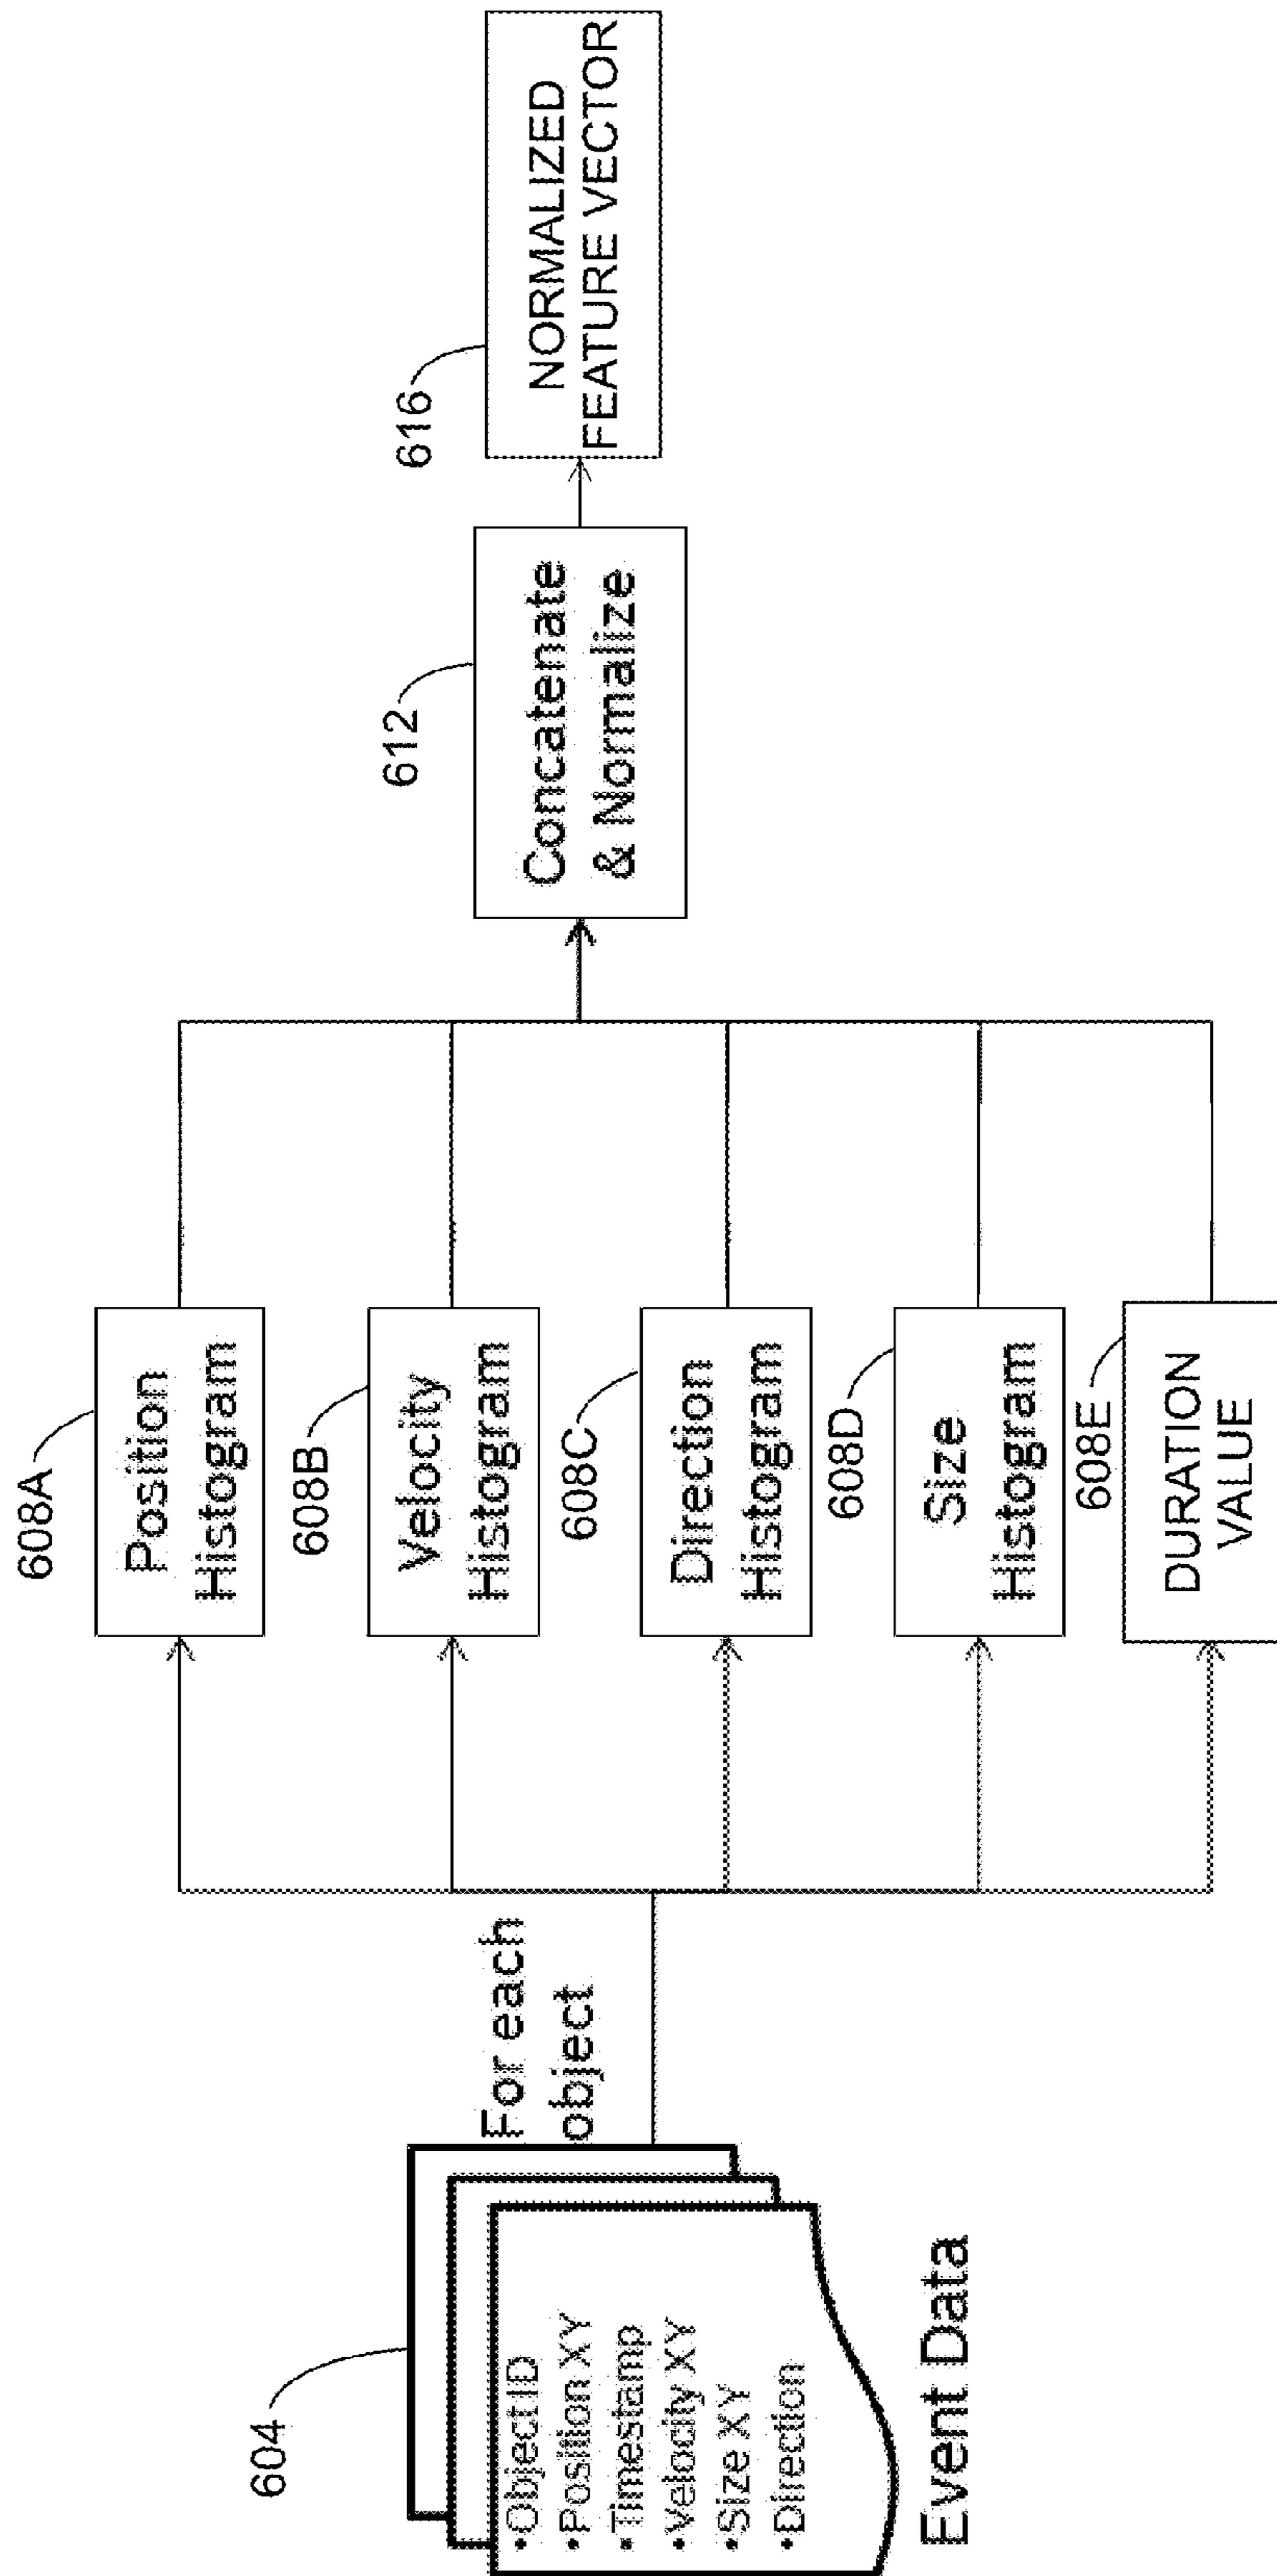 604
•Object ID
•Position XY
•Timestamp
•Velocity XY
•Size XY
•Direction
Event Data
For each
object
608A
Position
Histogram
608B
Velocity
Histogram
608C
Direction
Histogram
608D
Size
Histogram
608E
DURATION
VALUE
612
Concatenate
& Normalize
616
NORMALIZED
FEATURE VECTOR